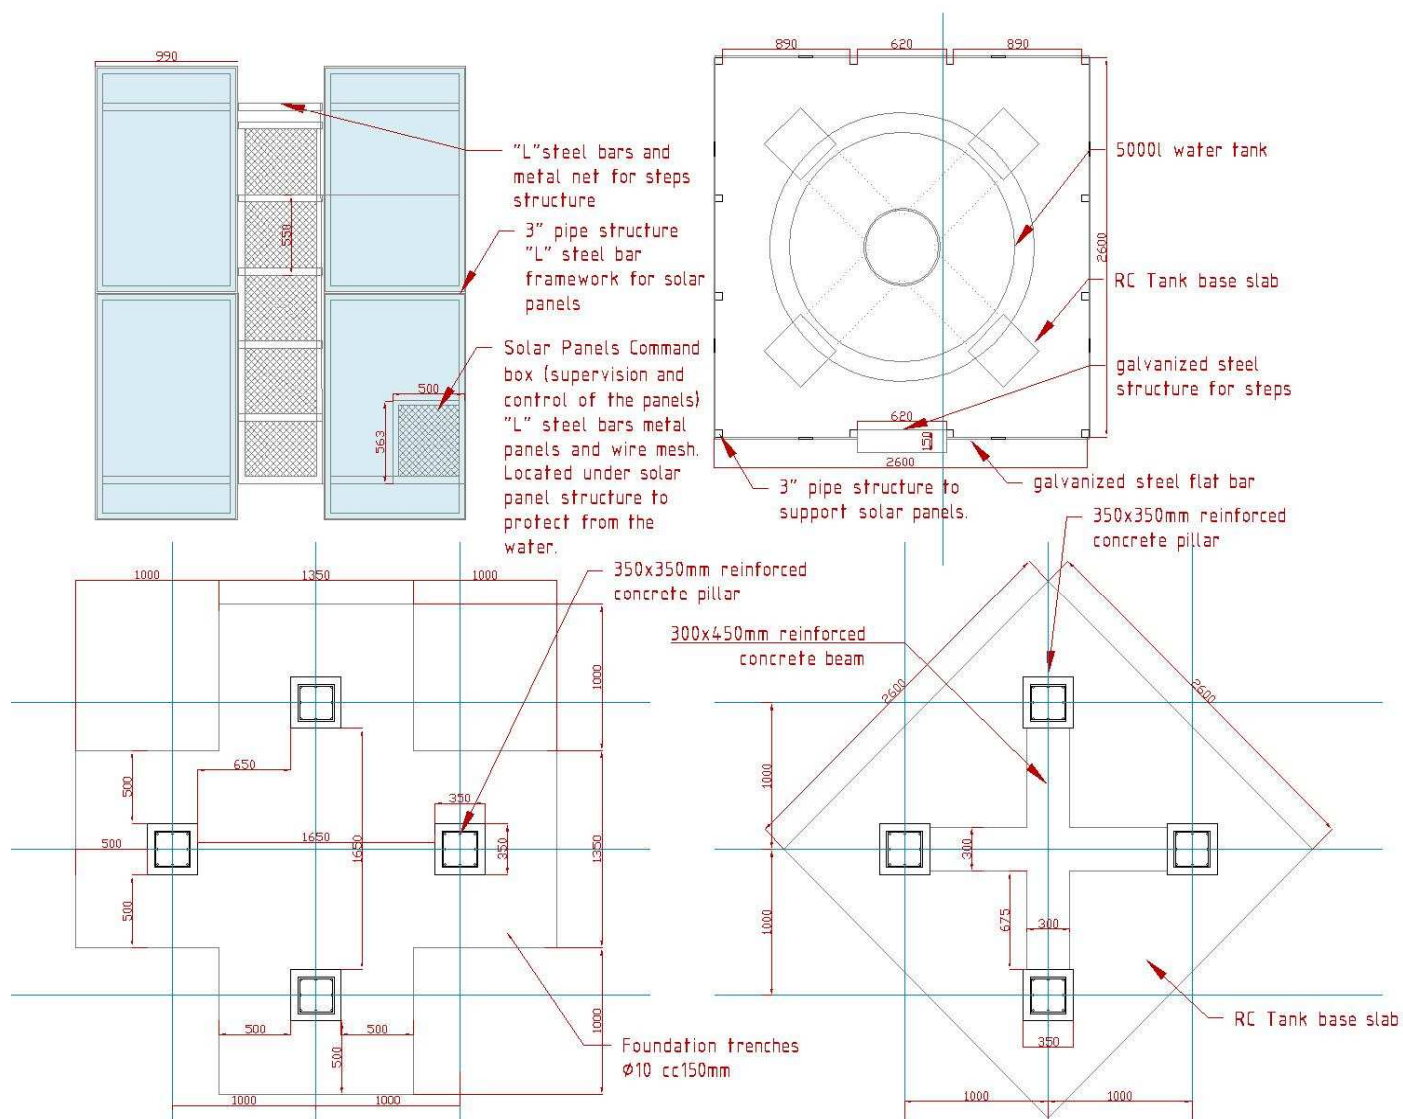 990
"L"steel bars and
metal net for steps
structure
3" pipe structure
"L" steel bar
framework for solar
panels
550
Solar Panels Command
box (supervision and
control of the panels)
"L" steel bars metal
panels and wire mesh.
Located under solar
panel structure to
protect from the
water.
500
563
890
620
890
5000l water tank
2600
RC Tank base slab
galvanized steel
structure for steps
620
150
2600
galvanized steel flat bar
3" pipe structure to
support solar panels.
1000
1350
1000
350x350mm reinforced
concrete pillar
1000
650
500
350
1650
1650
500
350
1350
500
500
500
500
1000
Foundation trenches
ø10 cc150mm
1000
1000
350x350mm reinforced
concrete pillar
300x450mm reinforced
concrete beam
2600
2600
1000
300
675
300
1000
350
RC Tank base slab
1000
1000